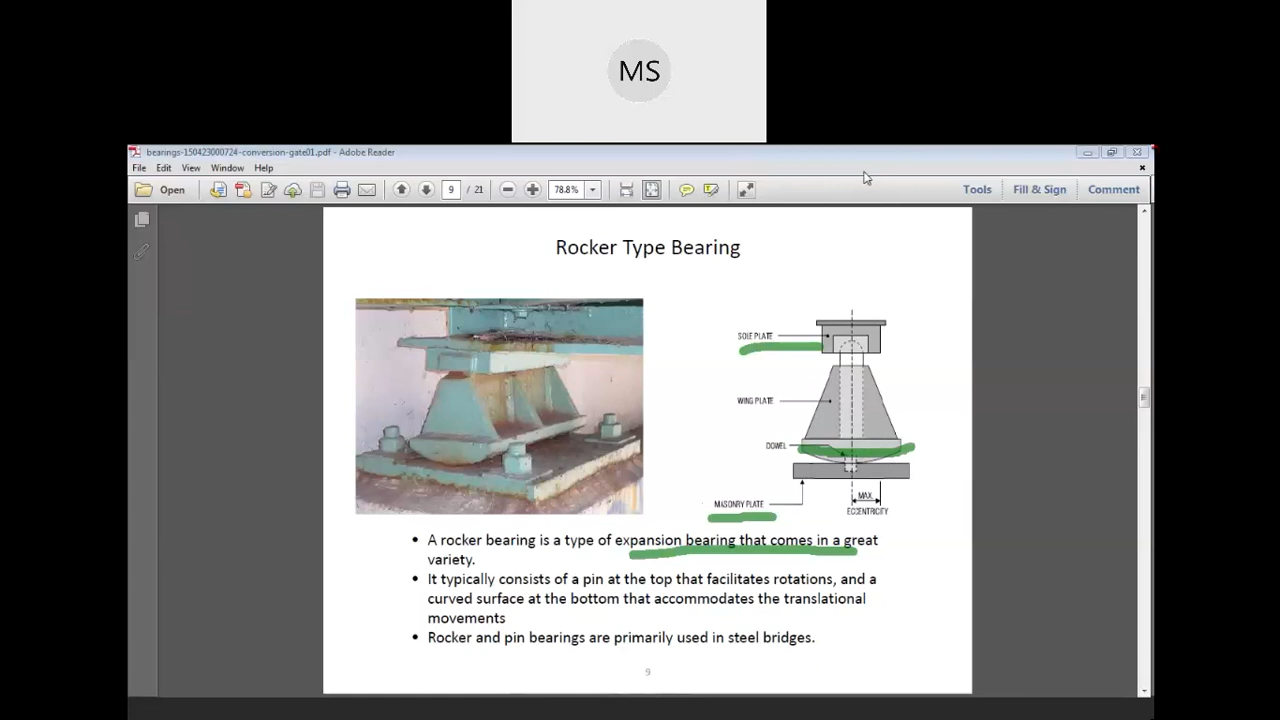 MS
bearings-150423000724-conversion-gate01.pdf - Adobe Reader
File Edit View Window Help
Open 9 / 21 78.8% Tools Fill & Sign Comment
Rocker Type Bearing
SOLE PLATE
WING PLATE
DOWEL
MASONRY PLATE
MAX.
ECCENTRICITY
• A rocker bearing is a type of expansion bearing that comes in a great
variety.
• It typically consists of a pin at the top that facilitates rotations, and a
curved surface at the bottom that accommodates the translational
movements
• Rocker and pin bearings are primarily used in steel bridges.
9